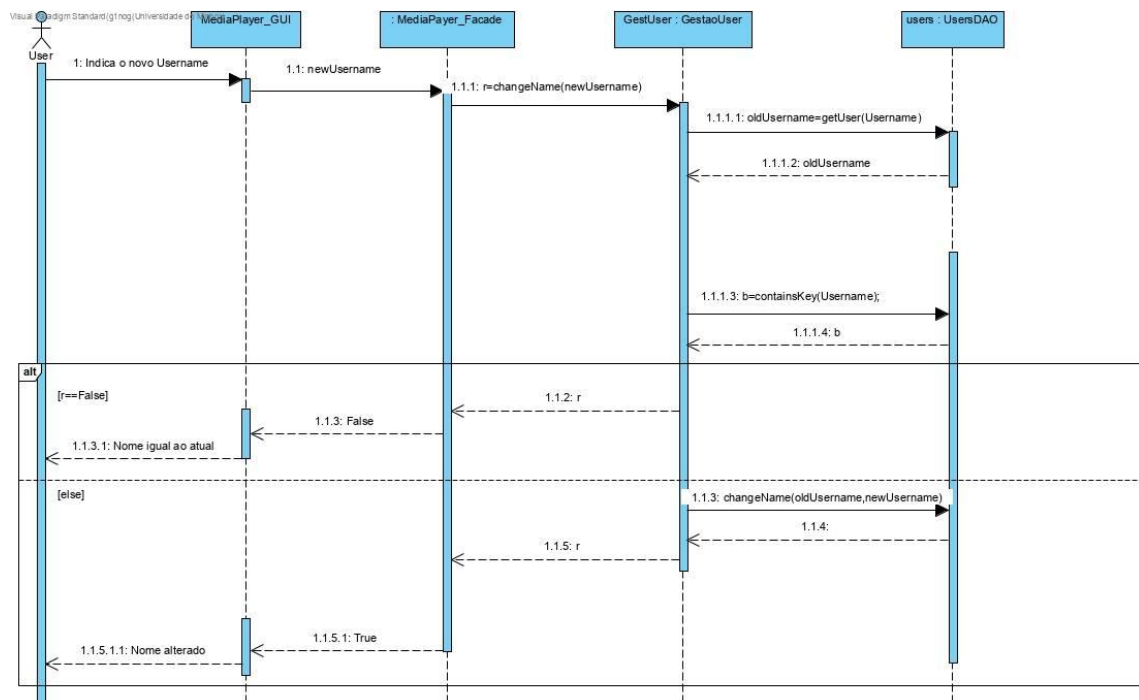 Visual Paradigm Standard(g1nog(Universidade do
MediaPlayer_GUI
: MediaPayer_Facade
GestUser : GestaoUser
users : UsersDAO
User
1: Indica o novo Username
1.1: newUsername
1.1.1: r=changeName(newUsername)
1.1.1.1: oldUsername=getUser(Username)
1.1.1.2: oldUsername
1.1.1.3: b=containsKey(Username);
1.1.1.4: b
alt
[r==False]
1.1.2: r
1.1.3: False
1.1.3.1: Nome igual ao atual
[else]
1.1.3: changeName(oldUsername,newUsername)
1.1.4:
1.1.5: r
1.1.5.1: True
1.1.5.1.1: Nome alterado